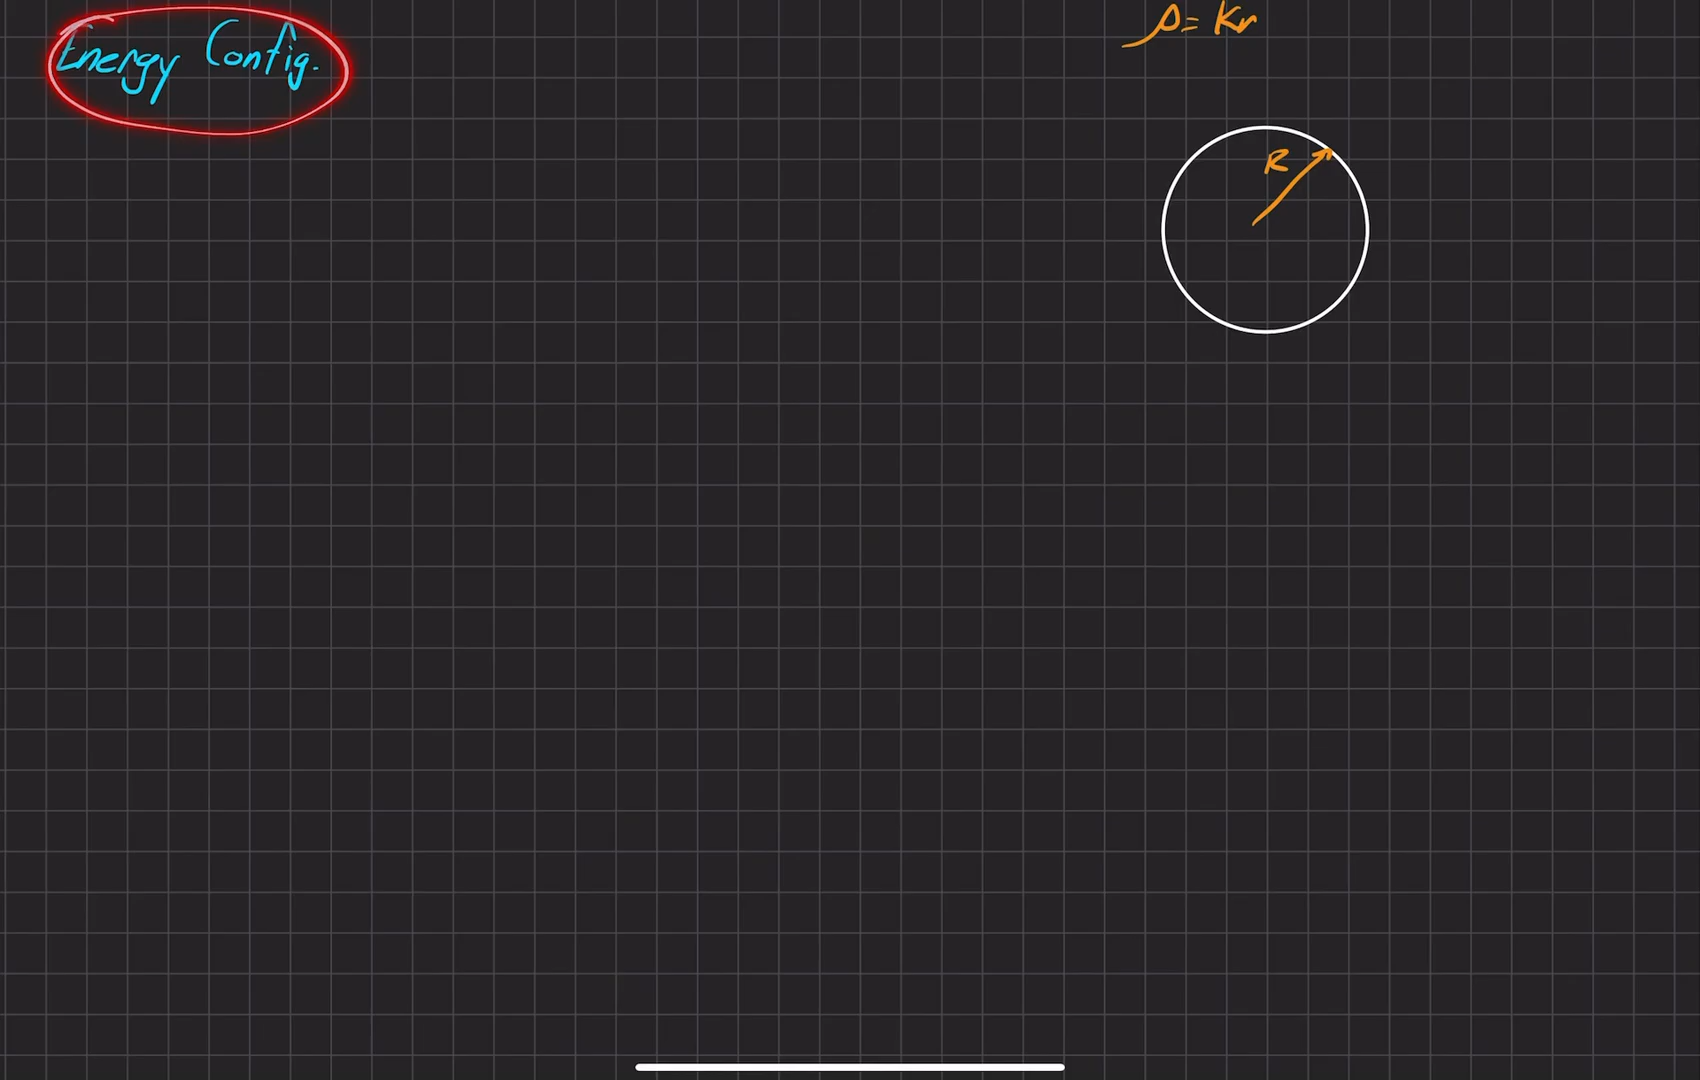 Energy Config.
ρ = kr
R